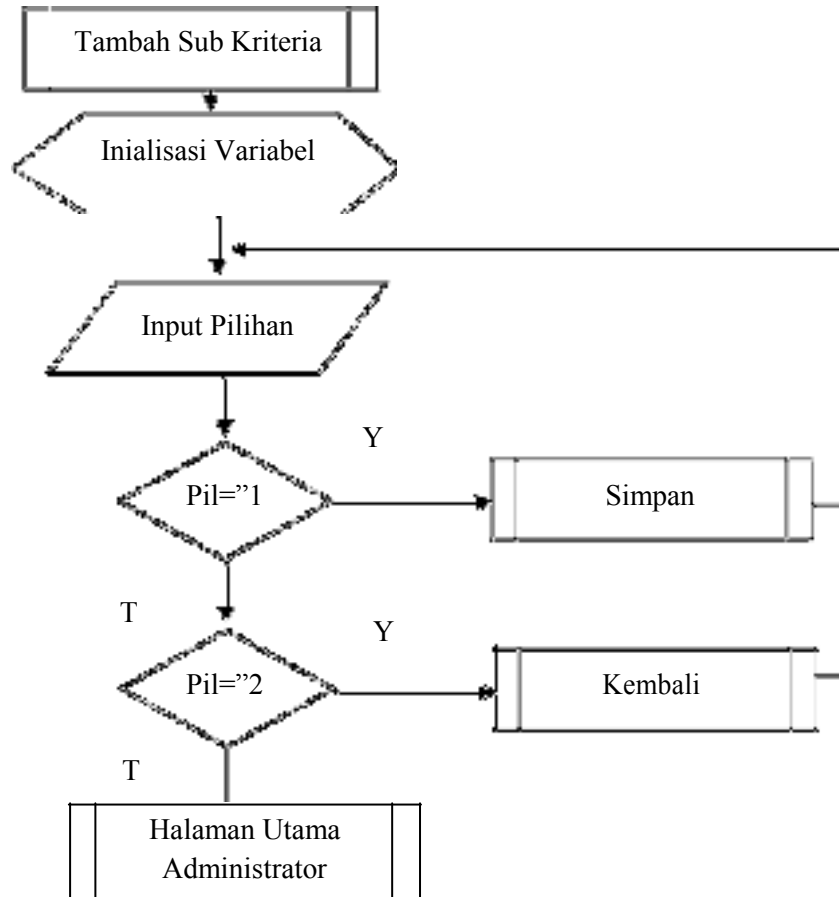 Tambah Sub Kriteria
Inialisasi Variabel
Input Pilihan
Y
Pil=”1
Simpan
T
Y
Pil=”2
Kembali
T
Halaman Utama
Administrator